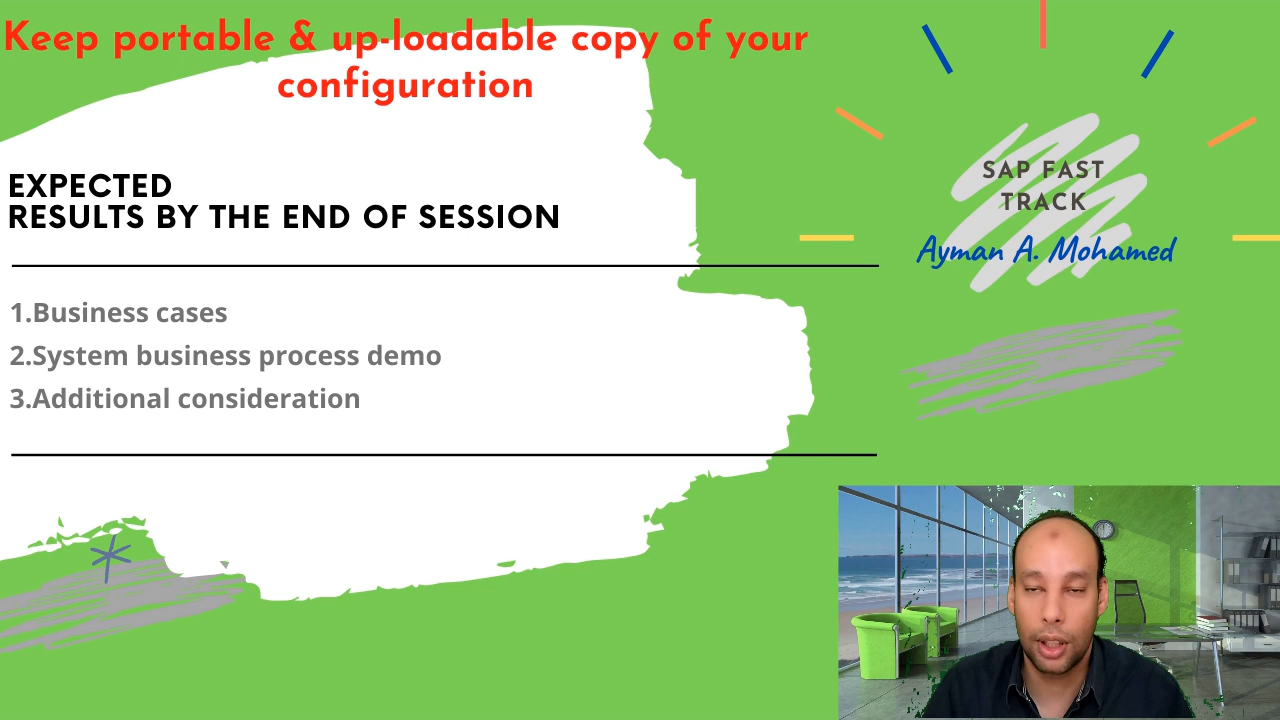 Keep portable & up-loadable copy of your
configuration
EXPECTED
RESULTS BY THE END OF SESSION
1.Business cases
2.System business process demo
3.Additional consideration
SAP FAST
TRACK
Ayman A. Mohamed